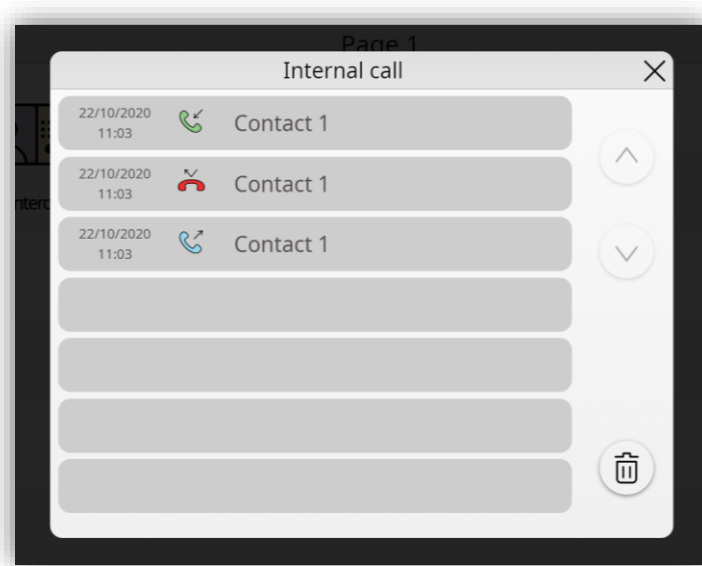 Page 1
Internal call
22/10/2020
11:03
Contact 1
22/10/2020
11:03
Contact 1
22/10/2020
11:03
Contact 1